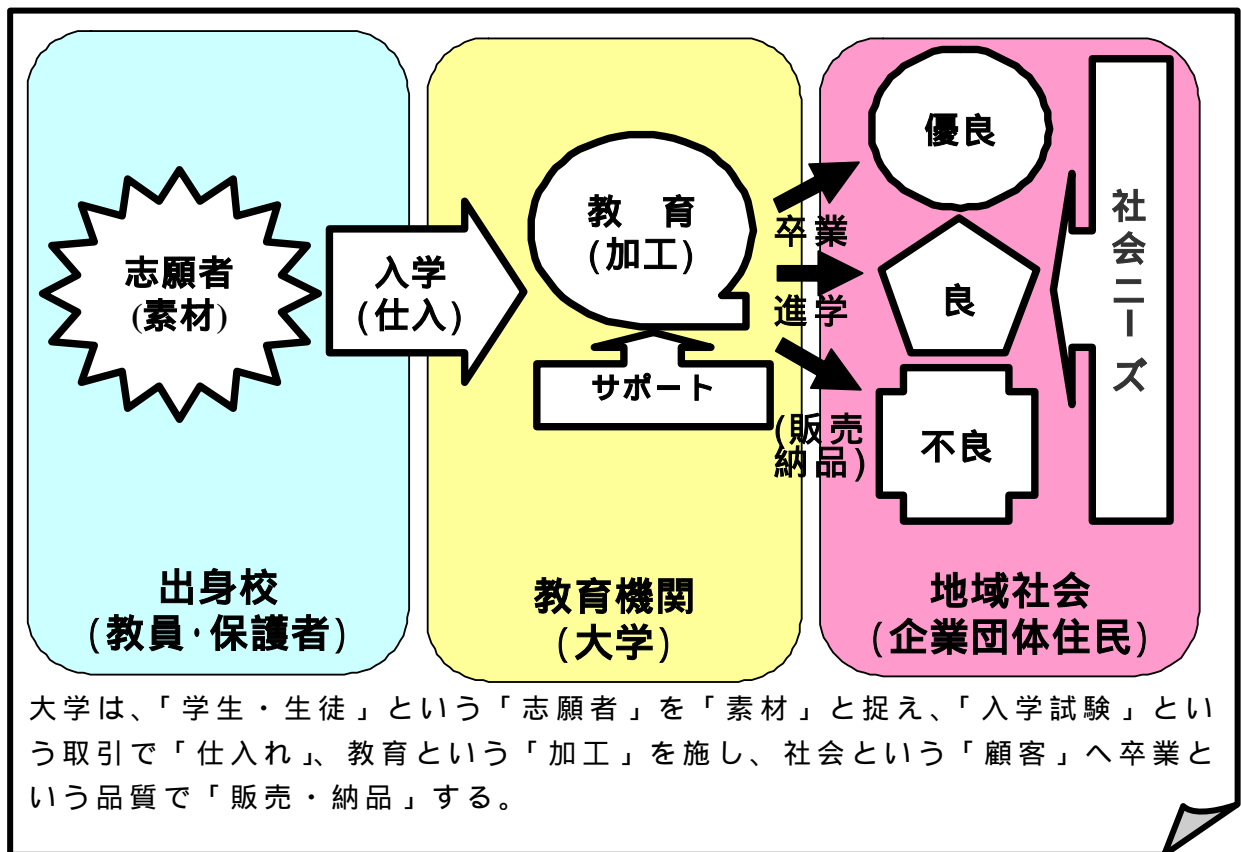 志願者
(素材)
入学
(仕入)
教　育
(加工)
サポート
卒業
進学
(販売
納品)
優良
良
不良
社会ニーズ
出身校
(教員・保護者)
教育機関
(大学)
地域社会
(企業団体住民)
大学は、「学生・生徒」という「志願者」を「素材」と捉え、「入学試験」とい
う取引で「仕入れ」、教育という「加工」を施し、社会という「顧客」へ卒業と
いう品質で「販売・納品」する。